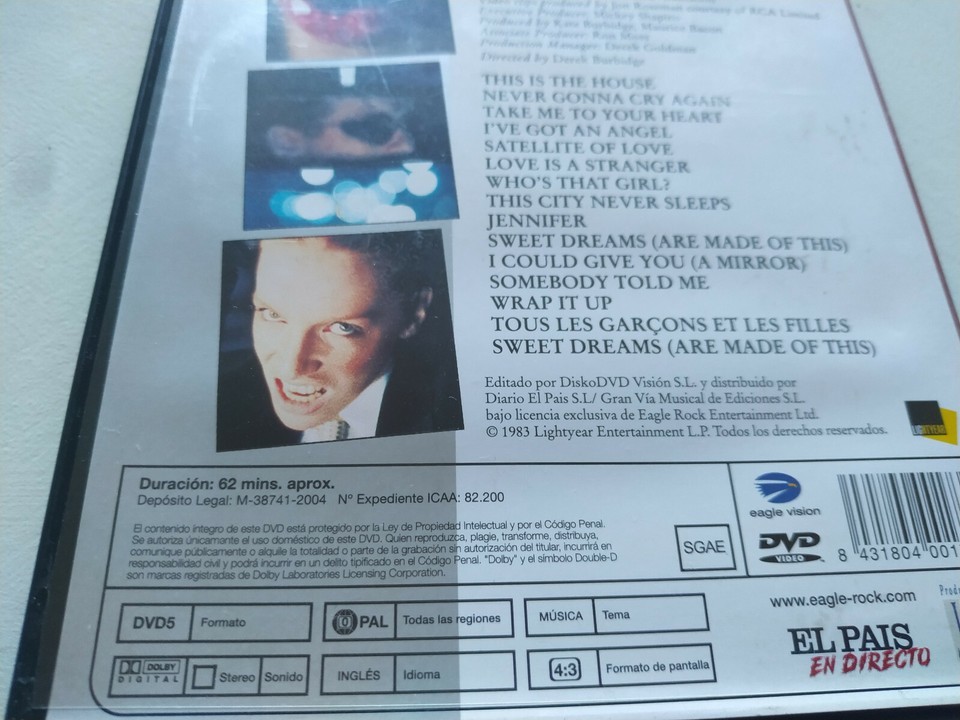 Directed by Derek Burbidge
THIS IS THE HOUSE
NEVER GONNA CRY AGAIN
TAKE ME TO YOUR HEART
I'VE GOT AN ANGEL
SATELLITE OF LOVE
LOVE IS A STRANGER
WHO'S THAT GIRL?
THIS CITY NEVER SLEEPS
JENNIFER
SWEET DREAMS (ARE MADE OF THIS)
I COULD GIVE YOU (A MIRROR)
SOMEBODY TOLD ME
WRAP IT UP
TOUS LES GARÇONS ET LES FILLES
SWEET DREAMS (ARE MADE OF THIS)
Editado por DiskoDVD Visión S.L. y distribuido por
Diario El Pais S.L/ Gran Vía Musical de Ediciones S.L.
bajo licencia exclusiva de Eagle Rock Entertainment Ltd.
© 1983 Lightyear Entertainment L.P. Todos los derechos reservados.
Duración: 62 mins. aprox.
Depósito Legal: M-38741-2004 Nº Expediente ICAA: 82.200
El contenido integro de este DVD está protegido por la Ley de Propiedad Intelectual y por el Código Penal.
Se autoriza únicamente el uso doméstico de este DVD. Quien reproduzca, plagie, transforme, distribuya,
comunique públicamente o alquile la totalidad o parte de la grabación sin autorización del titular, incurrirá en
responsabilidad civil y podrá incurrir en un delito tipificado en el Código Penal. "Dolby" y el símbolo Double-D
son marcas registradas de Dolby Laboratories Licensing Corporation.
SGAE
eagle vision
DVD
VIDEO
8 431804 001
DVD5 Formato
PAL Todas las regiones
MÚSICA Tema
DOLBY
DIGITAL
Stereo Sonido
INGLÉS Idioma
4:3 Formato de pantalla
www.eagle-rock.com
EL PAIS
EN DIRECTO